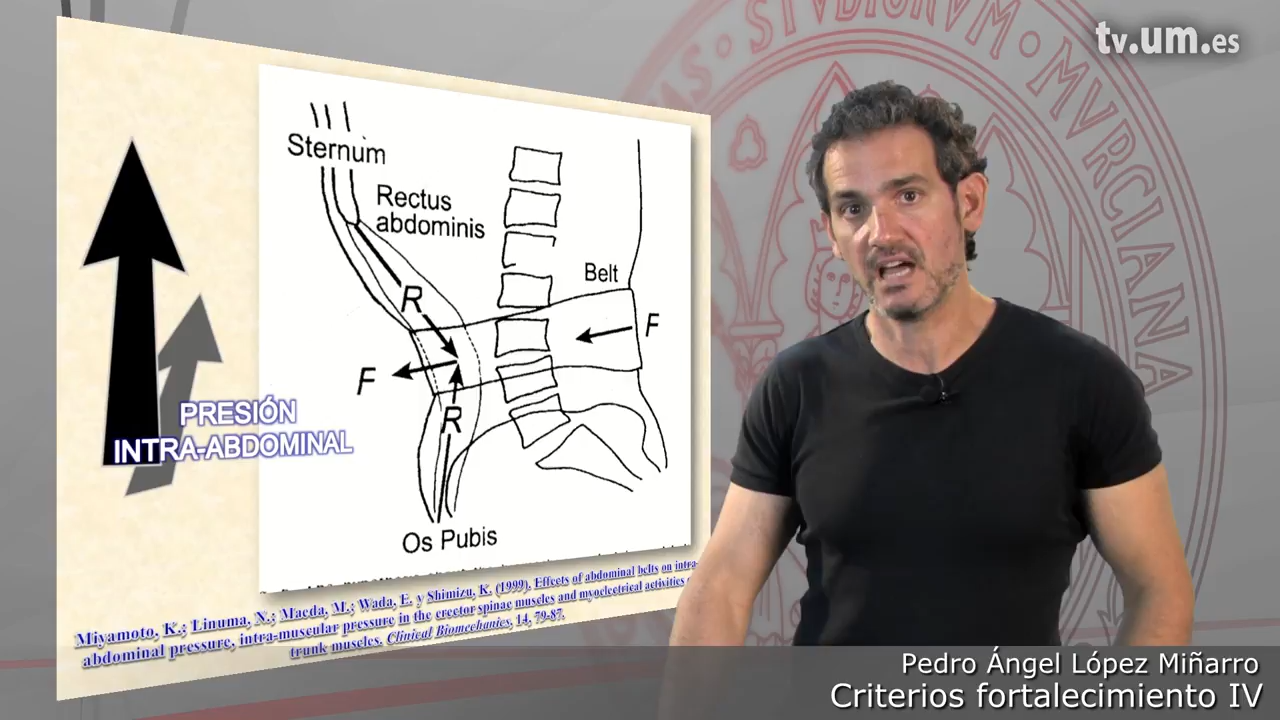 tv.um.es
STVDIORVM
MVRCIANA
Sternum
Rectus
abdominis
Belt
R
F
F
R
PRESIÓN
INTRA-ABDOMINAL
Os Pubis
Miyamoto, K.; Linuma, N.; Maeda, M.; Wada, E. y Shimizu, K. (1999). Effects of abdominal belts on intra-
abdominal pressure, intra-muscular pressure in the erector spinae muscles and myoelectrical activities
trunk muscles. Clinical Biomechanics, 14, 79-87.
Pedro Ángel López Miñarro
Criterios fortalecimiento IV